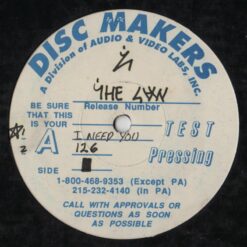 DISC MAKERS
A Division of AUDIO & VIDEO LABS, INC.
THE LAW
BE SURE
THAT THIS
IS YOUR
Release Number
A
I NEED YOU
126
TEST
Pressing
SIDE
1-800-468-9353 (Except PA)
215-232-4140 (In PA)
CALL WITH APPROVALS OR
QUESTIONS AS SOON
AS POSSIBLE